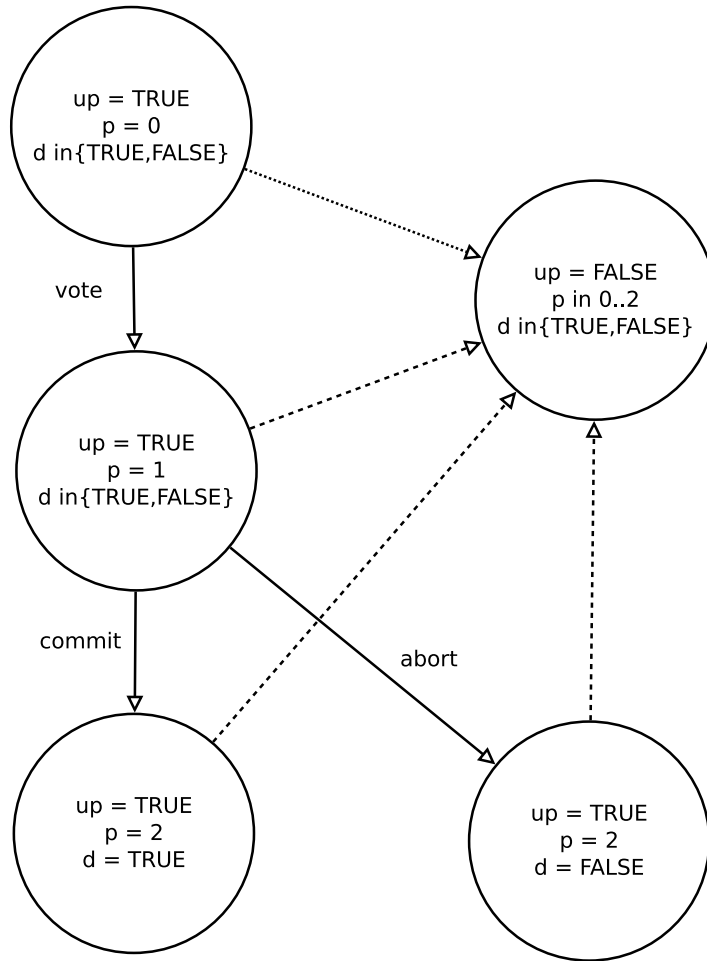 up = TRUE
p = 0
d in{TRUE,FALSE}
up = FALSE
p in 0..2
d in{TRUE,FALSE}
vote
up = TRUE
p = 1
d in{TRUE,FALSE}
commit
abort
up = TRUE
p = 2
d = TRUE
up = TRUE
p = 2
d = FALSE